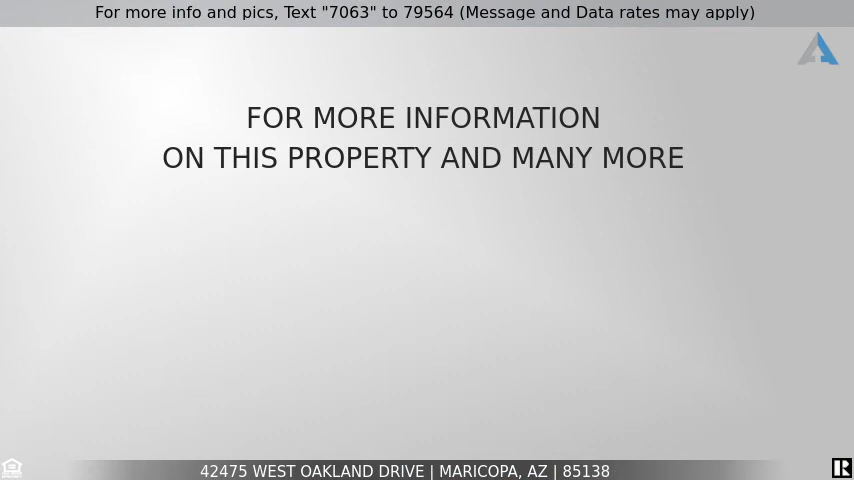 For more info and pics, Text "7063" to 79564 (Message and Data rates may apply)
FOR MORE INFORMATION
ON THIS PROPERTY AND MANY MORE
42475 WEST OAKLAND DRIVE | MARICOPA, AZ | 85138